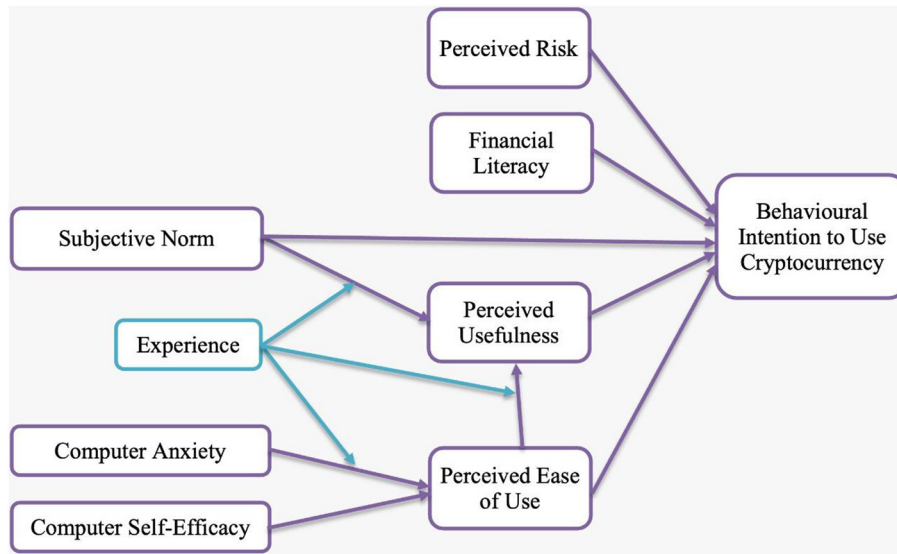 Perceived Risk
Financial
Literacy
Behavioural
Intention to Use
Cryptocurrency
Subjective Norm
Perceived
Usefulness
Experience
Computer Anxiety
Perceived Ease
of Use
Computer Self-Efficacy